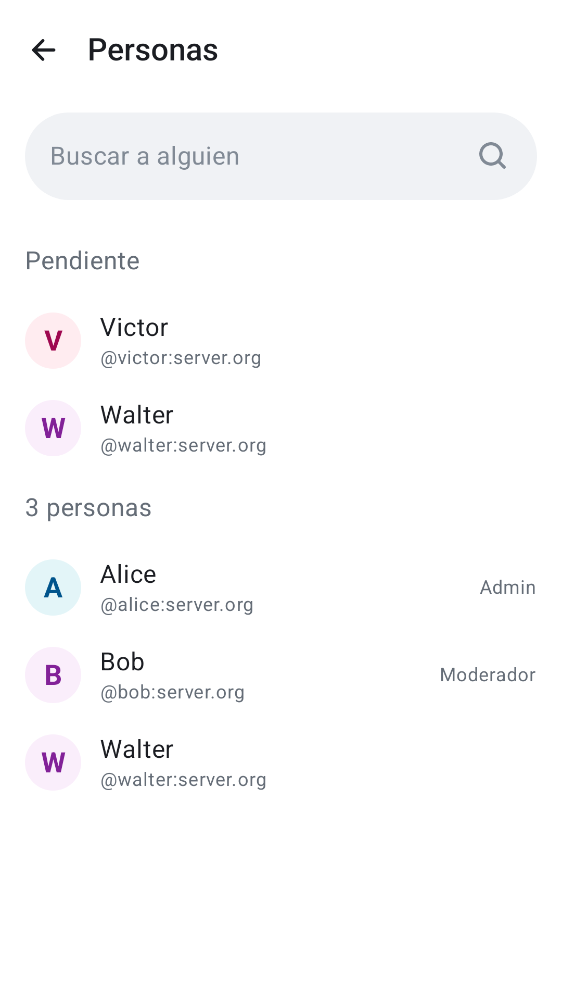 Personas
Buscar a alguien
Pendiente
V
Victor
@victor:server.org
W
Walter
@walter:server.org
3 personas
A
Alice
@alice:server.org
Admin
B
Bob
@bob:server.org
Moderador
W
Walter
@walter:server.org